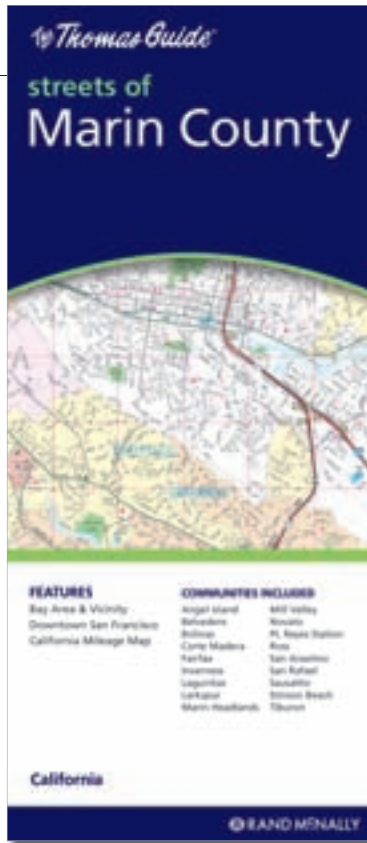 The Thomas Guide
streets of
Marin County
FEATURES
Bay Area & Vicinity
Downtown San Francisco
California Mileage Map
COMMUNITIES INCLUDED
Angel Island
Belvedere
Bolinas
Corte Madera
Fairfax
Inverness
Lagunitas
Larkspur
Marin Headlands
Mill Valley
Novato
Pt. Reyes Station
Ross
San Anselmo
San Rafael
Sausalito
Stinson Beach
Tiburon
California
RAND McNALLY